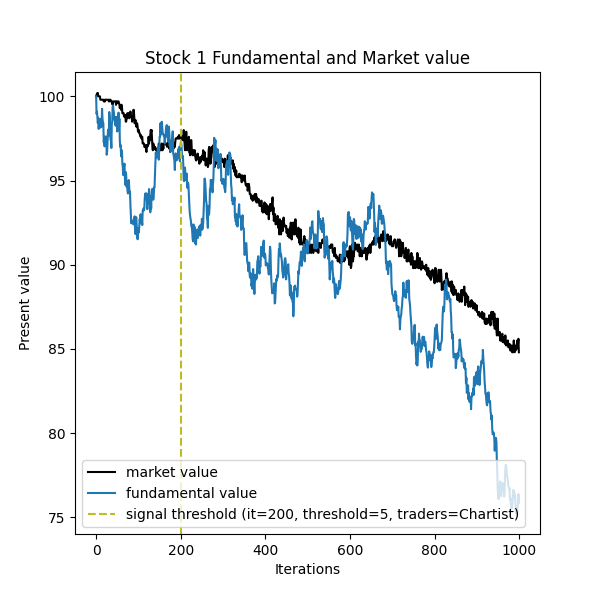 Stock 1 Fundamental and Market value
Present value
100
95
90
85
80
75
market value
fundamental value
signal threshold (it=200, threshold=5, traders=Chartist)
0
200
400
600
800
1000
Iterations